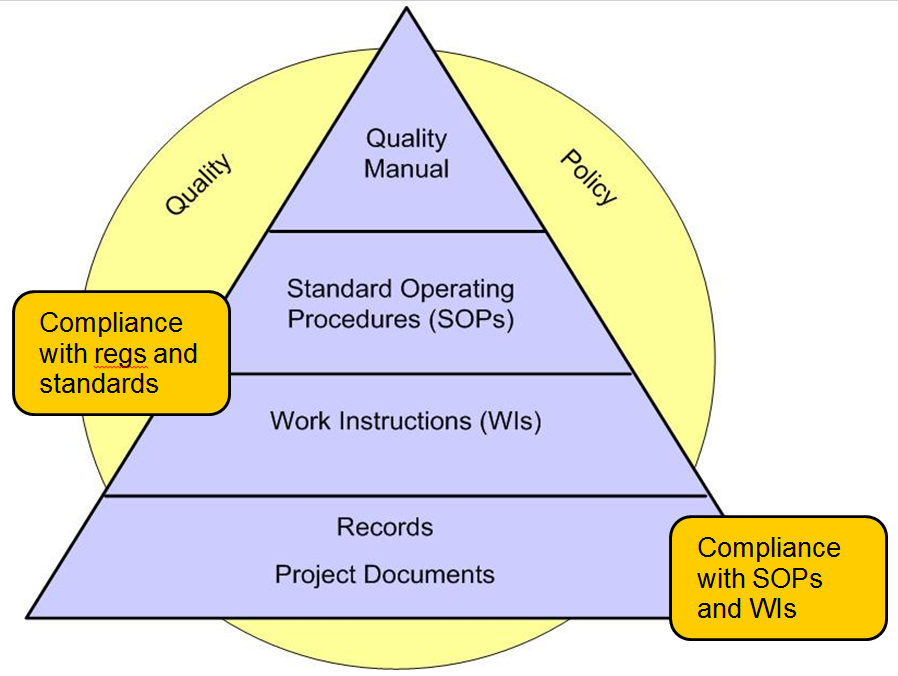 Quality
Manual
Quality
Policy
Standard Operating
Procedures (SOPs)
Compliance
with regs and
standards
Work Instructions (WIs)
Records
Project Documents
Compliance
with SOPs
and WIs